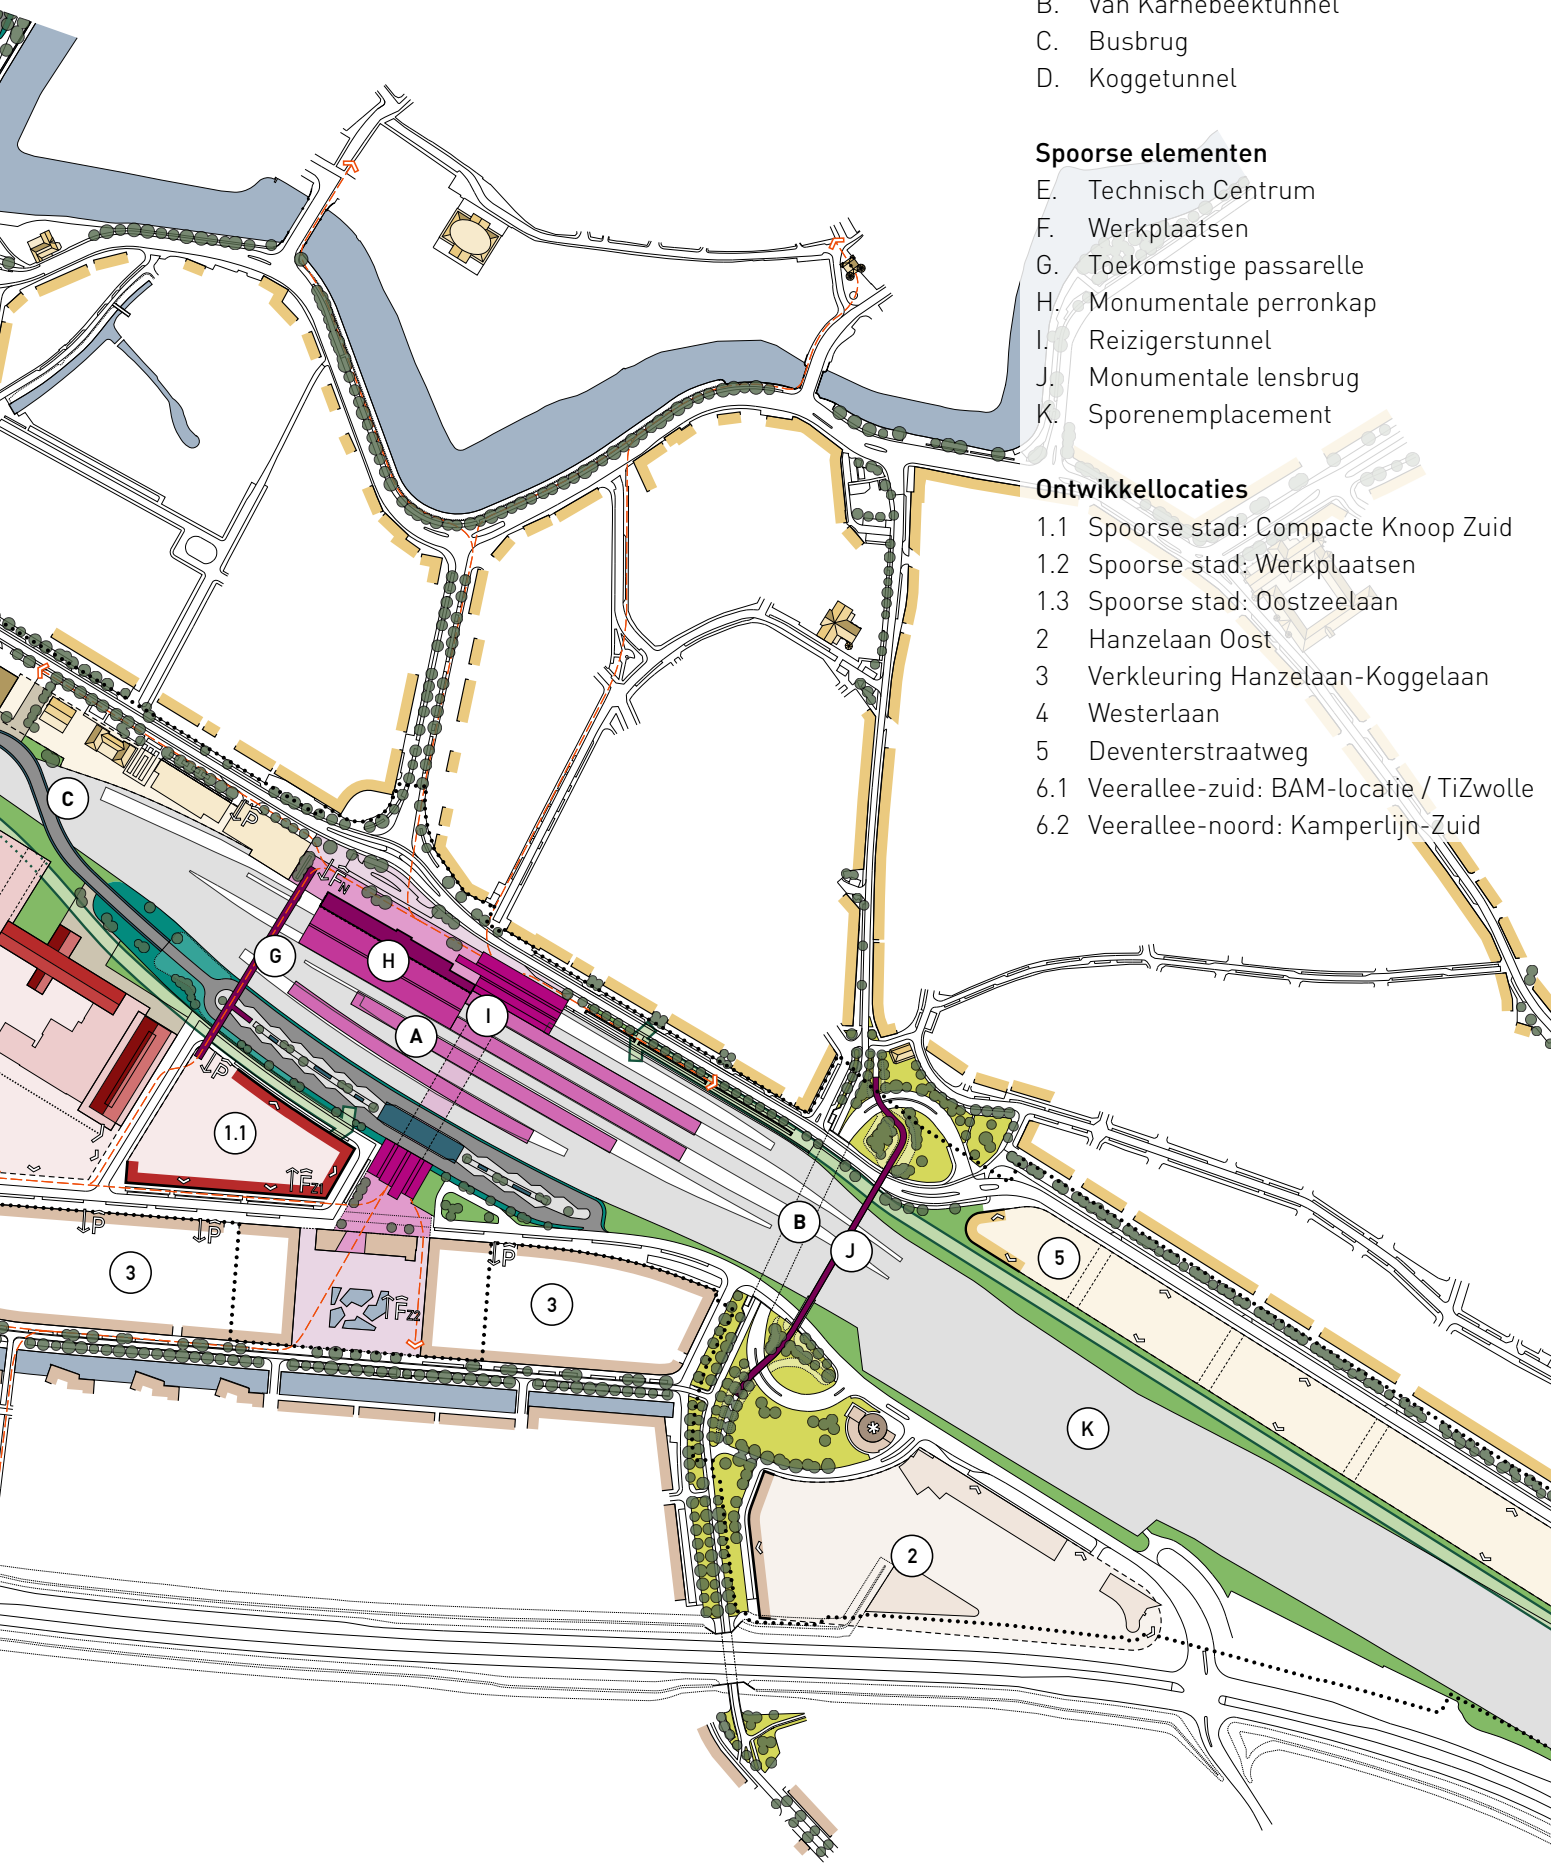 B. Van Karnebeektunnel
C. Busbrug
D. Koggetunnel
Spoorse elementen
E. Technisch Centrum
F. Werkplaatsen
G. Toekomstige passarelle
H. Monumentale perronkap
I. Reizigerstunnel
J. Monumentale lensbrug
K. Sporenemplacement
Ontwikkellocaties
1.1 Spoorse stad: Compacte Knoop Zuid
1.2 Spoorse stad: Werkplaatsen
1.3 Spoorse stad: Oostzeelaan
2 Hanzelaan Oost
3 Verkleuring Hanzelaan-Koggelaan
4 Westerlaan
5 Deventerstraatweg
6.1 Veerallee-zuid: BAM-locatie / TiZwolle
6.2 Veerallee-noord: Kamperlijn-Zuid
C
P
FN
G
H
I
A
P
1.1
FZ1
P
P
P
B
J
5
3
3
FZ2
K
*
2